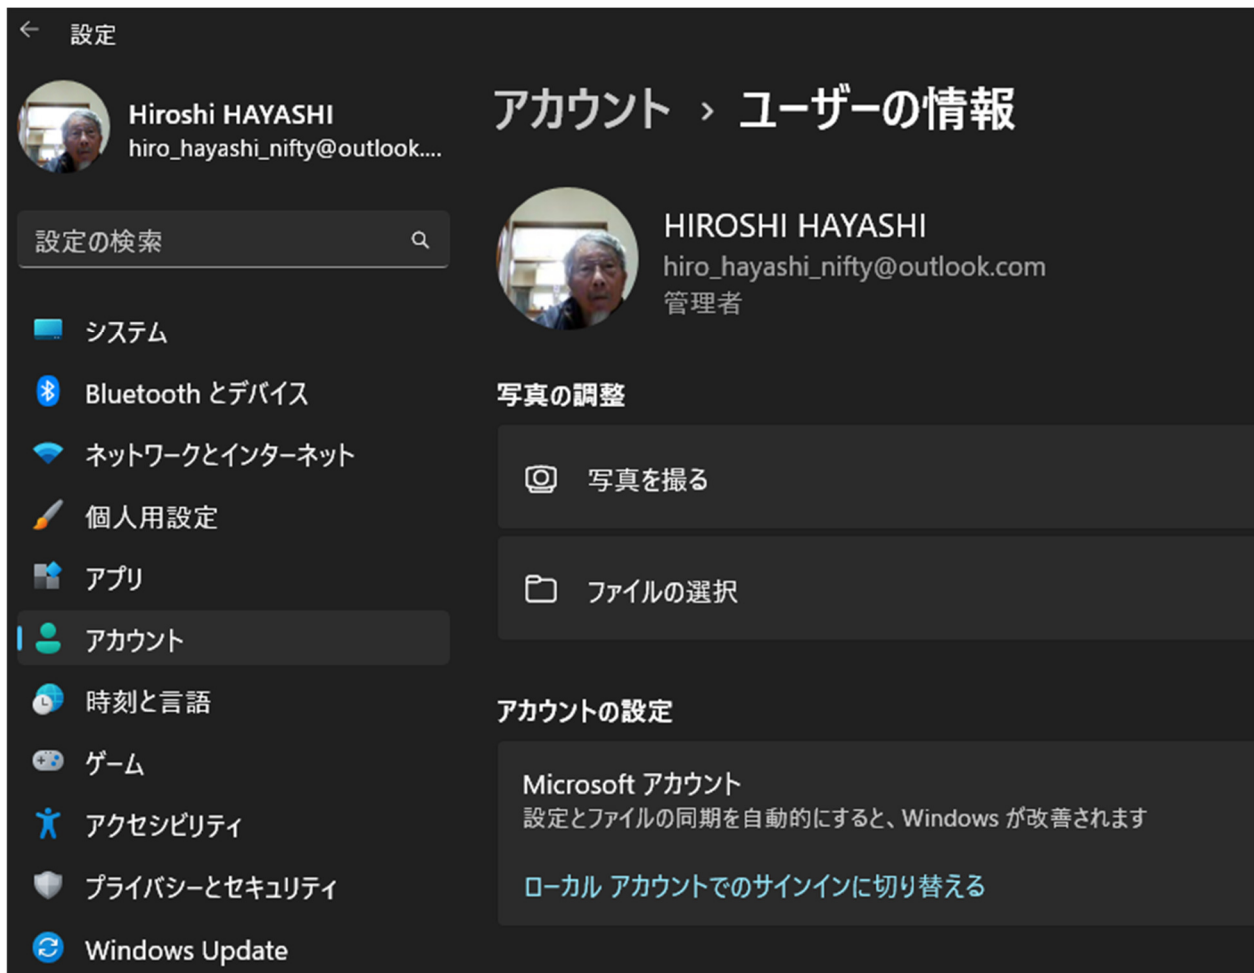 設定
Hiroshi HAYASHI
hiro_hayashi_nifty@outlook....
設定の検索
システム
Bluetooth とデバイス
ネットワークとインターネット
個人用設定
アプリ
アカウント
時刻と言語
ゲーム
アクセシビリティ
プライバシーとセキュリティ
Windows Update
アカウント › ユーザーの情報
HIROSHI HAYASHI
hiro_hayashi_nifty@outlook.com
管理者
写真の調整
写真を撮る
ファイルの選択
アカウントの設定
Microsoft アカウント
設定とファイルの同期を自動的にすると、Windows が改善されます
ローカル アカウントでのサインインに切り替える